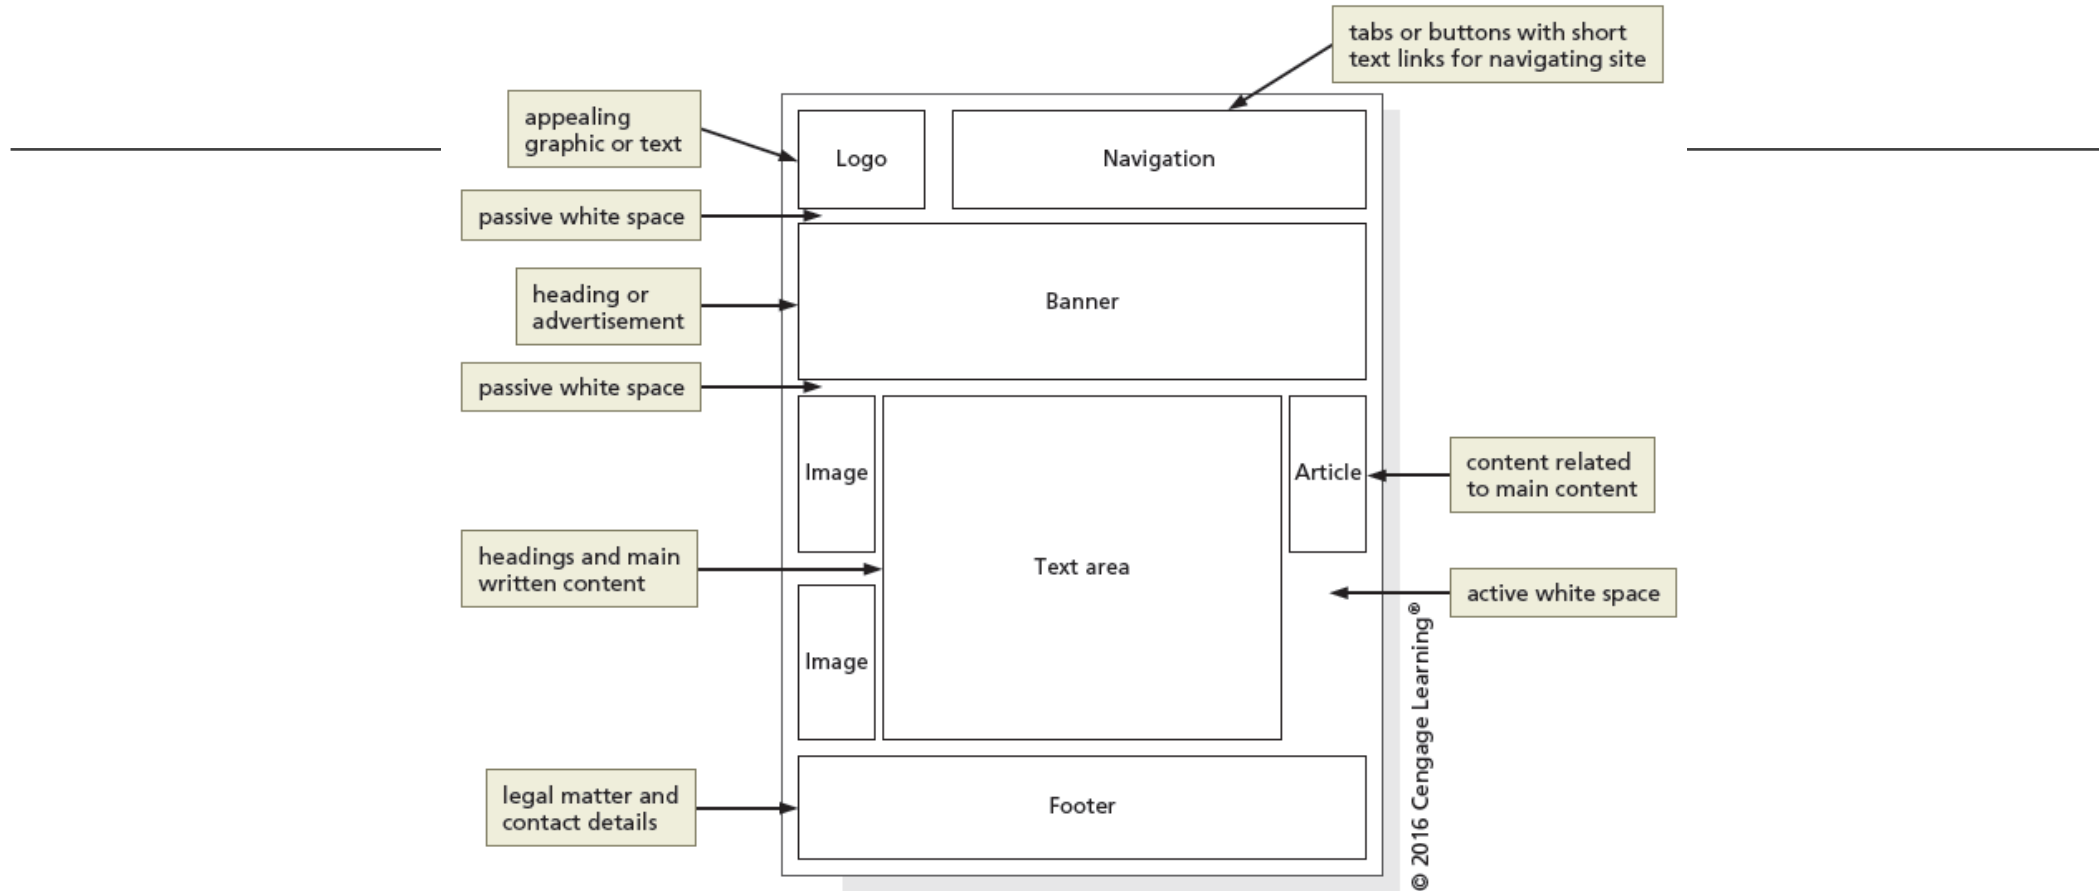 tabs or buttons with short
text links for navigating site
appealing
graphic or text
Logo
Navigation
passive white space
heading or
advertisement
Banner
passive white space
Image
Article
content related
to main content
headings and main
written content
Text area
active white space
Image
legal matter and
contact details
Footer
© 2016 Cengage Learning®